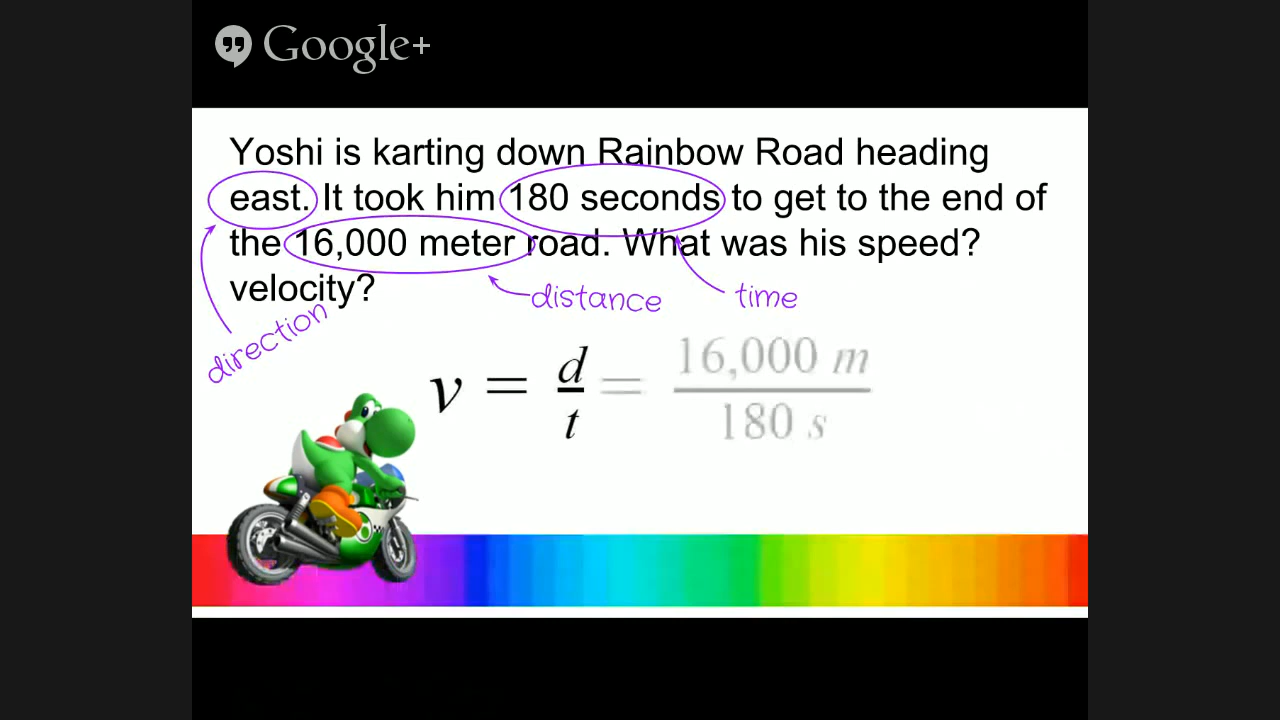 Google+
Yoshi is karting down Rainbow Road heading
east. It took him 180 seconds to get to the end of
the 16,000 meter road. What was his speed?
velocity?
direction
distance
time
v = d/t = 16,000 m / 180 s